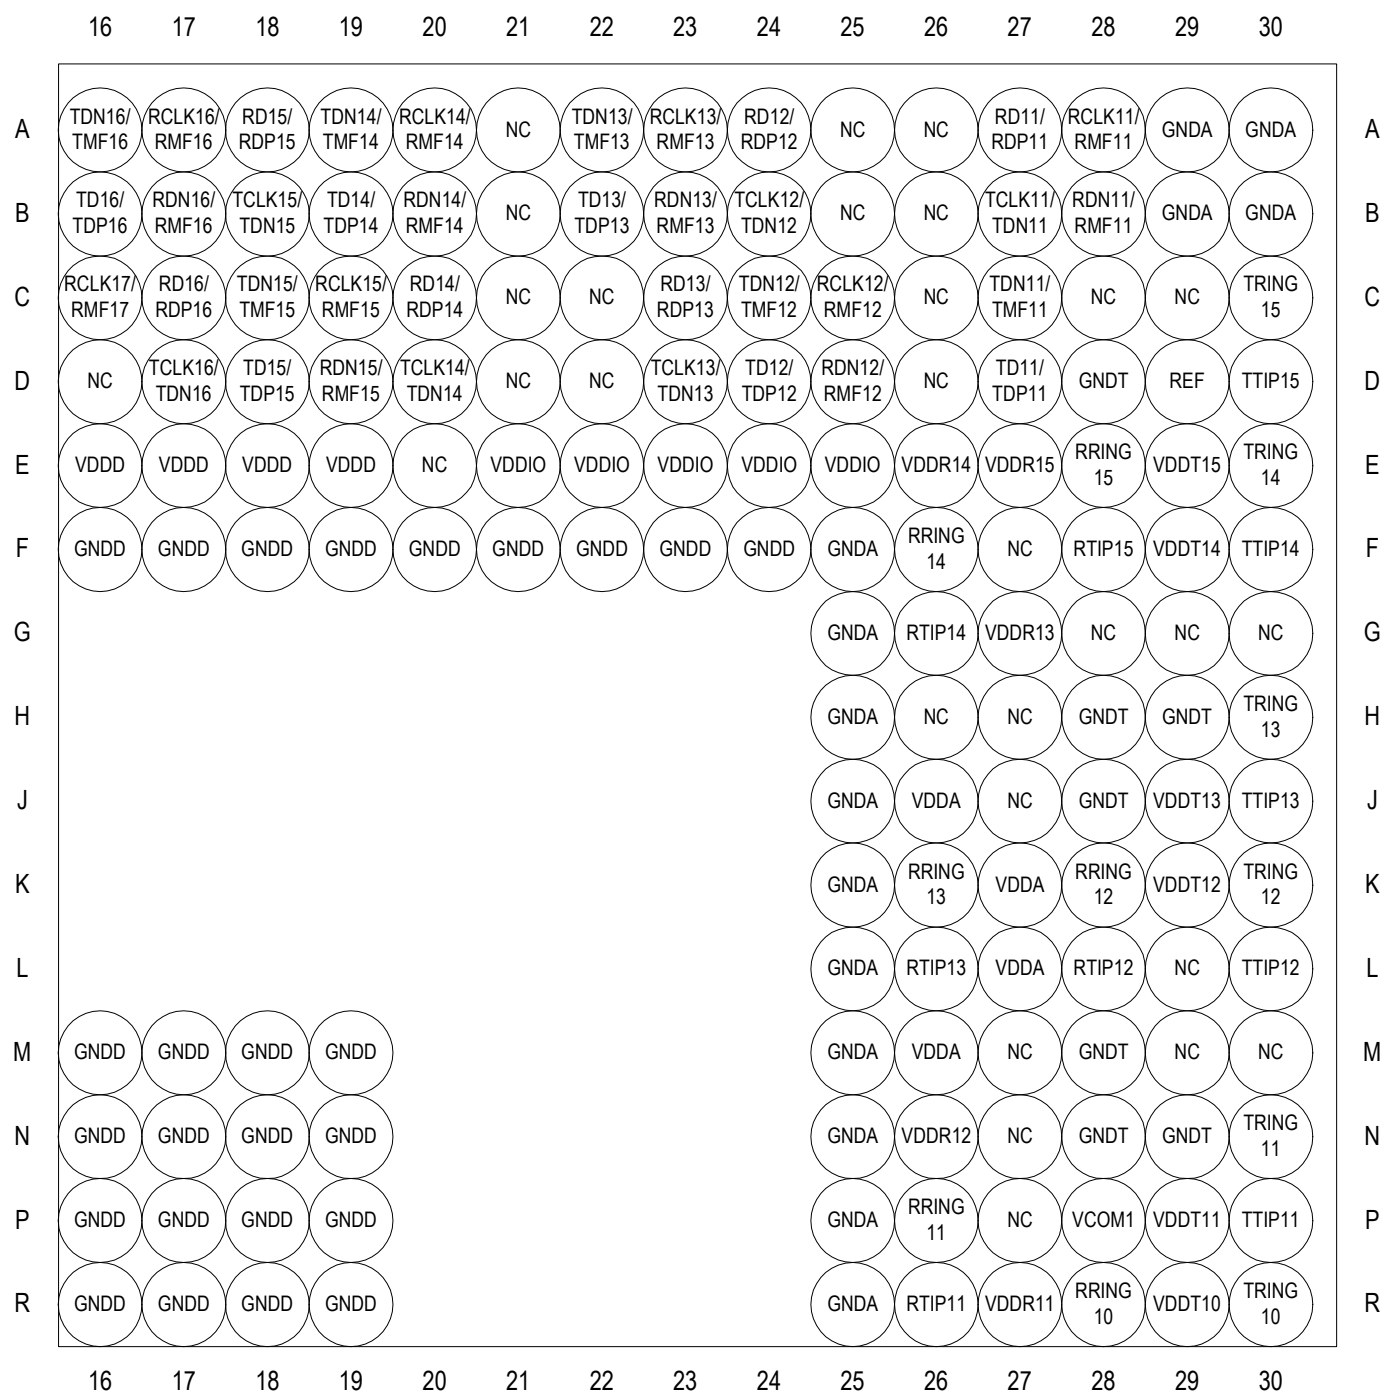 16 17 18 19 20 21 22 23 24 25 26 27 28 29 30
A TDN16/ TMF16 RCLK16/ RMF16 RD15/ RDP15 TDN14/ TMF14 RCLK14/ RMF14 NC TDN13/ TMF13 RCLK13/ RMF13 RD12/ RDP12 NC NC RD11/ RDP11 RCLK11/ RMF11 GNDA GNDA A
B TD16/ TDP16 RDN16/ RMF16 TCLK15/ TDN15 TD14/ TDP14 RDN14/ RMF14 NC TD13/ TDP13 RDN13/ RMF13 TCLK12/ TDN12 NC NC TCLK11/ TDN11 RDN11/ RMF11 GNDA GNDA B
C RCLK17/ RMF17 RD16/ RDP16 TDN15/ TMF15 RCLK15/ RMF15 RD14/ RDP14 NC NC RD13/ RDP13 TDN12/ TMF12 RCLK12/ RMF12 NC TDN11/ TMF11 NC NC TRING 15 C
D NC TCLK16/ TDN16 TD15/ TDP15 RDN15/ RMF15 TCLK14/ TDN14 NC NC TCLK13/ TDN13 TD12/ TDP12 RDN12/ RMF12 NC TD11/ TDP11 GNDT REF TTIP15 D
E VDDD VDDD VDDD VDDD NC VDDIO VDDIO VDDIO VDDIO VDDIO VDDR14 VDDR15 RRING 15 VDDT15 TRING 14 E
F GNDD GNDD GNDD GNDD GNDD GNDD GNDD GNDD GNDD GNDA RRING 14 NC RTIP15 VDDT14 TTIP14 F
G GNDA RTIP14 VDDR13 NC NC NC G
H GNDA NC NC GNDT GNDT TRING 13 H
J GNDA VDDA NC GNDT VDDT13 TTIP13 J
K GNDA RRING 13 VDDA RRING 12 VDDT12 TRING 12 K
L GNDA RTIP13 VDDA RTIP12 NC TTIP12 L
M GNDD GNDD GNDD GNDD GNDA VDDA NC GNDT NC NC M
N GNDD GNDD GNDD GNDD GNDA VDDR12 NC GNDT GNDT TRING 11 N
P GNDD GNDD GNDD GNDD GNDA RRING 11 NC VCOM1 VDDT11 TTIP11 P
R GNDD GNDD GNDD GNDD GNDA RTIP11 VDDR11 RRING 10 VDDT10 TRING 10 R
16 17 18 19 20 21 22 23 24 25 26 27 28 29 30